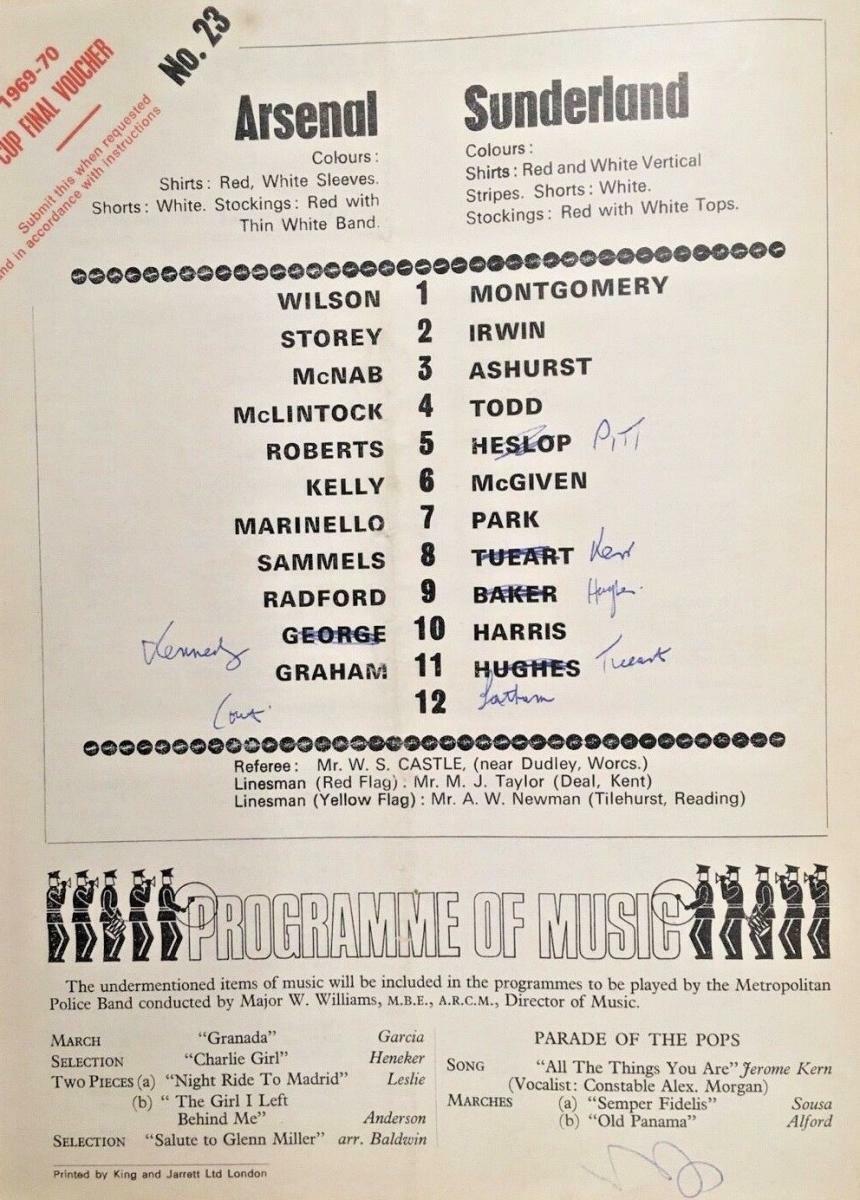 1969-70
CUP FINAL VOUCHER
Submit this when requested
and in accordance with instructions
No. 23
Arsenal
Colours:
Shirts: Red, White Sleeves.
Shorts: White. Stockings: Red with
Thin White Band.
Sunderland
Colours:
Shirts: Red and White Vertical
Stripes. Shorts: White.
Stockings: Red with White Tops.
WILSON 1 MONTGOMERY
STOREY 2 IRWIN
McNAB 3 ASHURST
McLINTOCK 4 TODD
ROBERTS 5 HESLOP PITT
KELLY 6 McGIVEN
MARINELLO 7 PARK
SAMMELS 8 TUEART Kerr
RADFORD 9 BAKER Hughes
Kennedy GEORGE 10 HARRIS
GRAHAM 11 HUGHES Tueart
12
Referee: Mr. W. S. CASTLE, (near Dudley, Worcs.)
Linesman (Red Flag): Mr. M. J. Taylor (Deal, Kent)
Linesman (Yellow Flag): Mr. A. W. Newman (Tilehurst, Reading)
PROGRAMME OF MUSIC
The undermentioned items of music will be included in the programmes to be played by the Metropolitan
Police Band conducted by Major W. Williams, M.B.E., A.R.C.M., Director of Music.
MARCH "Granada" Garcia
SELECTION "Charlie Girl" Heneker
TWO PIECES (a) "Night Ride To Madrid" Leslie
(b) "The Girl I Left
Behind Me" Anderson
SELECTION "Salute to Glenn Miller" arr. Baldwin
PARADE OF THE POPS
SONG "All The Things You Are" Jerome Kern
(Vocalist: Constable Alex. Morgan)
MARCHES (a) "Semper Fidelis" Sousa
(b) "Old Panama" Alford
Printed by King and Jarrett Ltd London